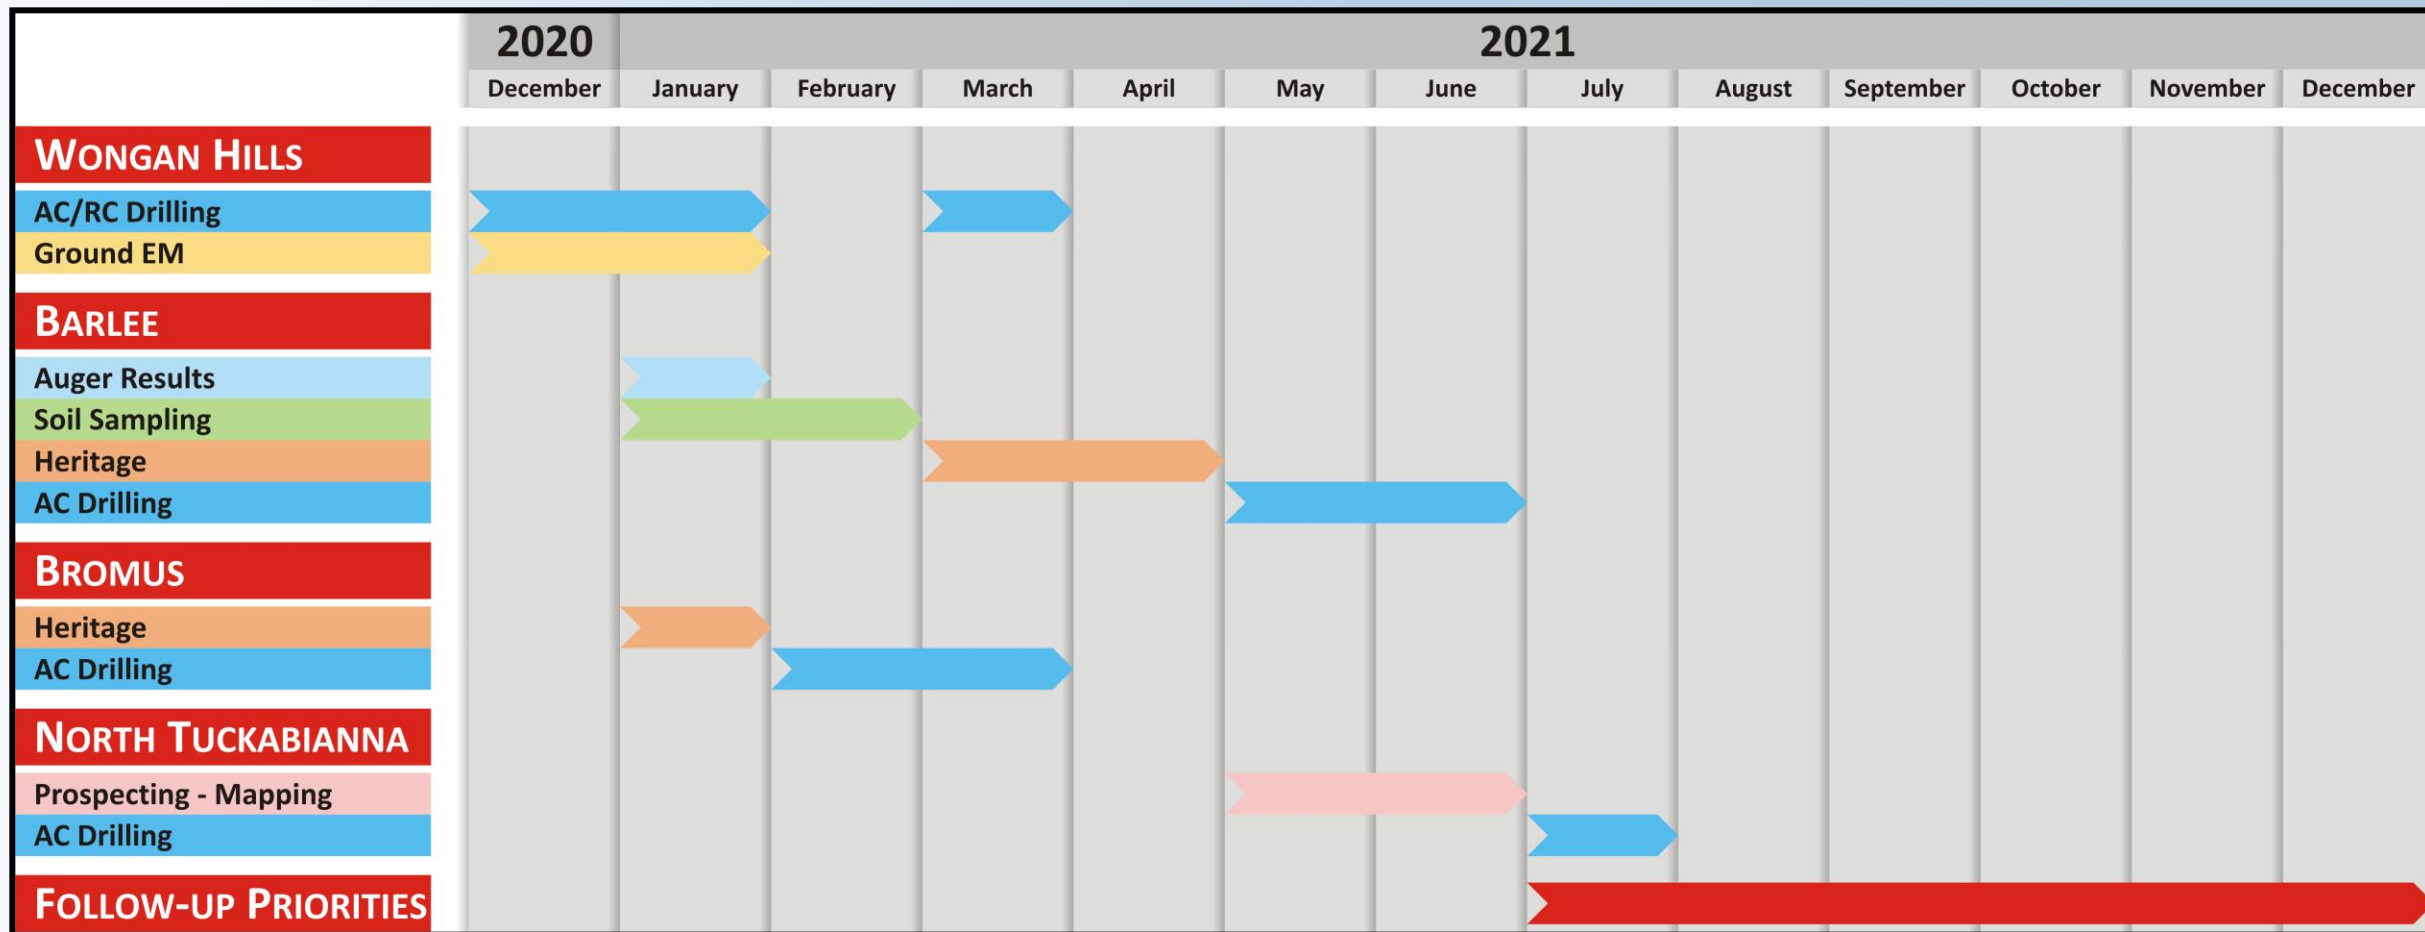 2020 2021
December January February March April May June July August September October November December
WONGAN HILLS
AC/RC Drilling
Ground EM
BARLEE
Auger Results
Soil Sampling
Heritage
AC Drilling
BROMUS
Heritage
AC Drilling
NORTH TUCKABIANNA
Prospecting - Mapping
AC Drilling
FOLLOW-UP PRIORITIES